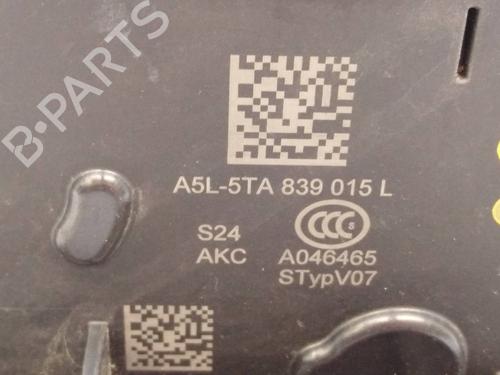 B-PARTS
A5L-5TA 839 015 L
S24
AKC
CCC S
A046465
STypV07